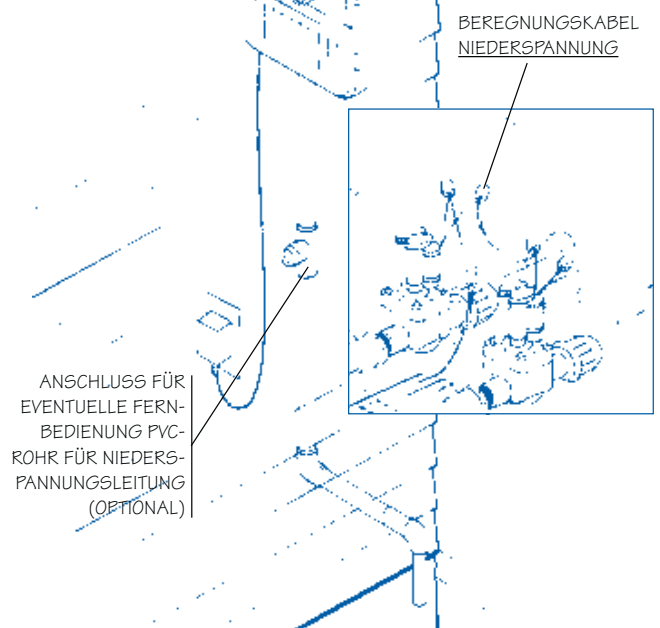 BEREGNUNGSKABEL
NIEDERSPANNUNG
ANSCHLUSS FÜR
EVENTUELLE FERN-
BEDIENUNG PVC-
ROHR FÜR NIEDERS-
PANNUNGSLEITUNG
(OPTIONAL)